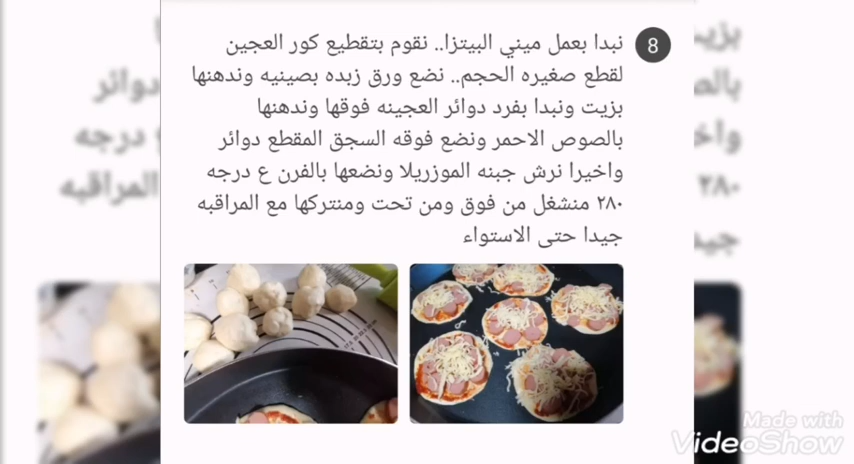 8
نبدا بعمل ميني البيتزا.. نقوم بتقطيع كور العجين
لقطع صغيره الحجم.. نضع ورق زبده بصينيه وندهنها
بزيت ونبدا بفرد دوائر العجينه فوقها وندهنها
بالصوص الاحمر ونضع فوقه السجق المقطع دوائر
واخيرا نرش جبنه الموزريلا ونضعها بالفرن ع درجه
٢٨٠ منشغل من فوق ومن تحت ومنتركها مع المراقبه
جيدا حتى الاستواء
Made with
VideoShow